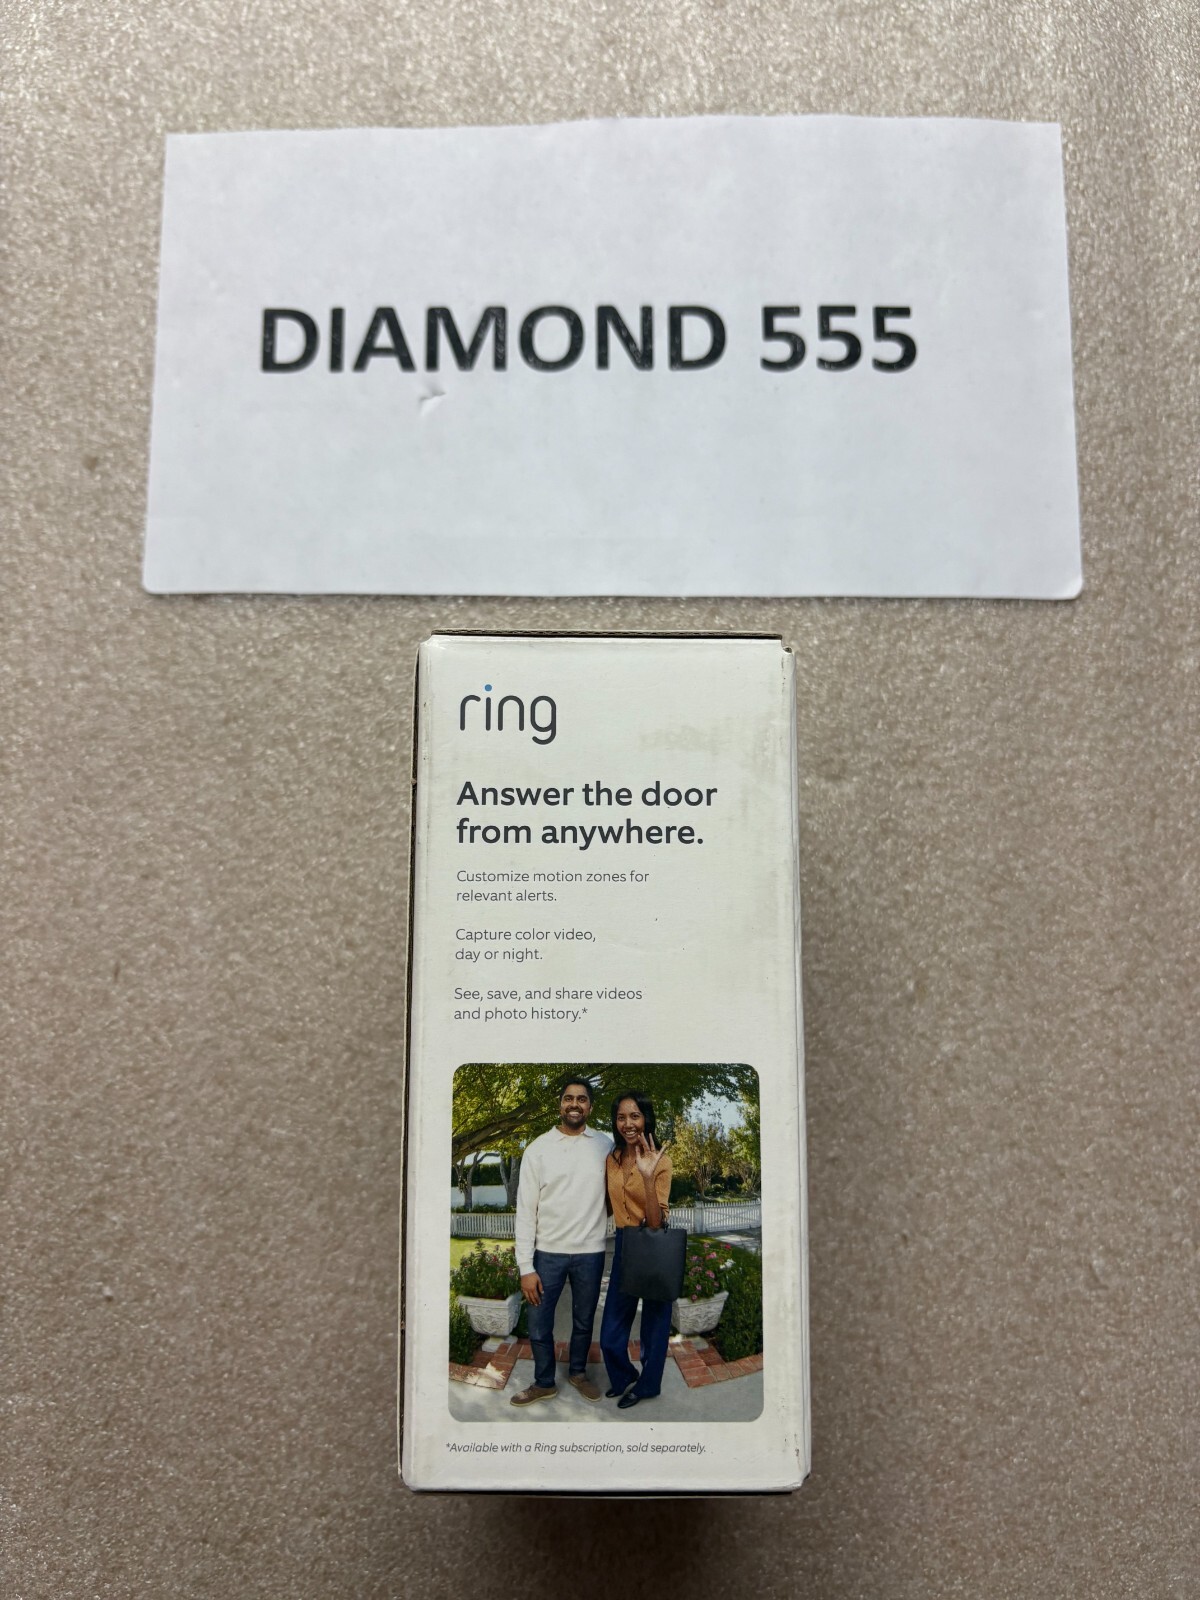 DIAMOND 555
ring
Answer the door
from anywhere.
Customize motion zones for
relevant alerts.
Capture color video,
day or night.
See, save, and share videos
and photo history.*
*Available with a Ring subscription, sold separately.